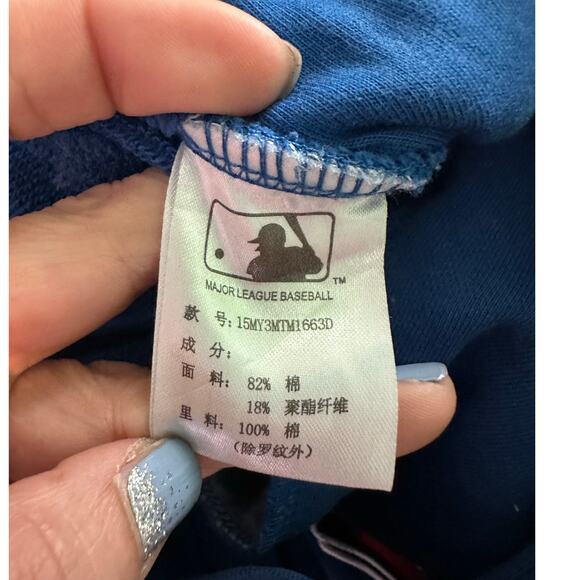 MAJOR LEAGUE BASEBALL™
款 号: 15MY3MTM1663D
成 分:
面 料: 82% 棉
18% 聚酯纤维
里 料: 100% 棉
(除罗纹外)